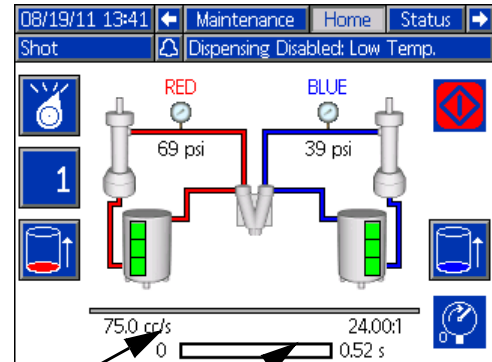 08/19/11 13:41 Maintenance Home Status
Shot Dispensing Disabled: Low Temp.
RED BLUE
69 psi 39 psi
1
75.0 cc/s 24.00:1
0 0.52 s